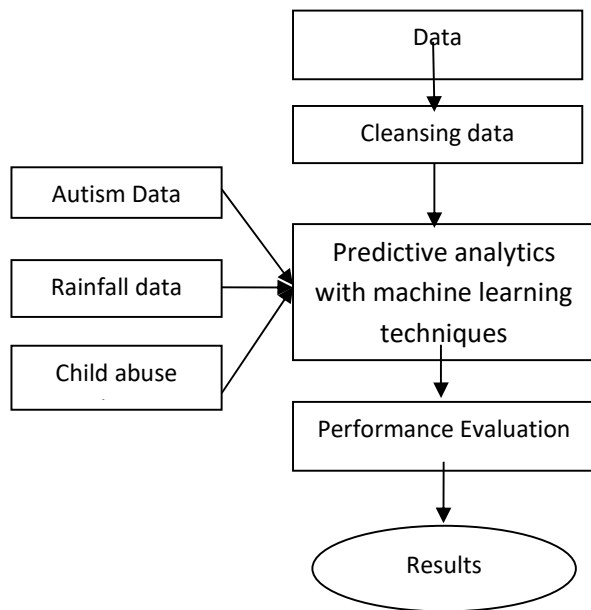 Data
Cleansing data
Autism Data
Predictive analytics
with machine learning
techniques
Rainfall data
Child abuse
Performance Evaluation
Results